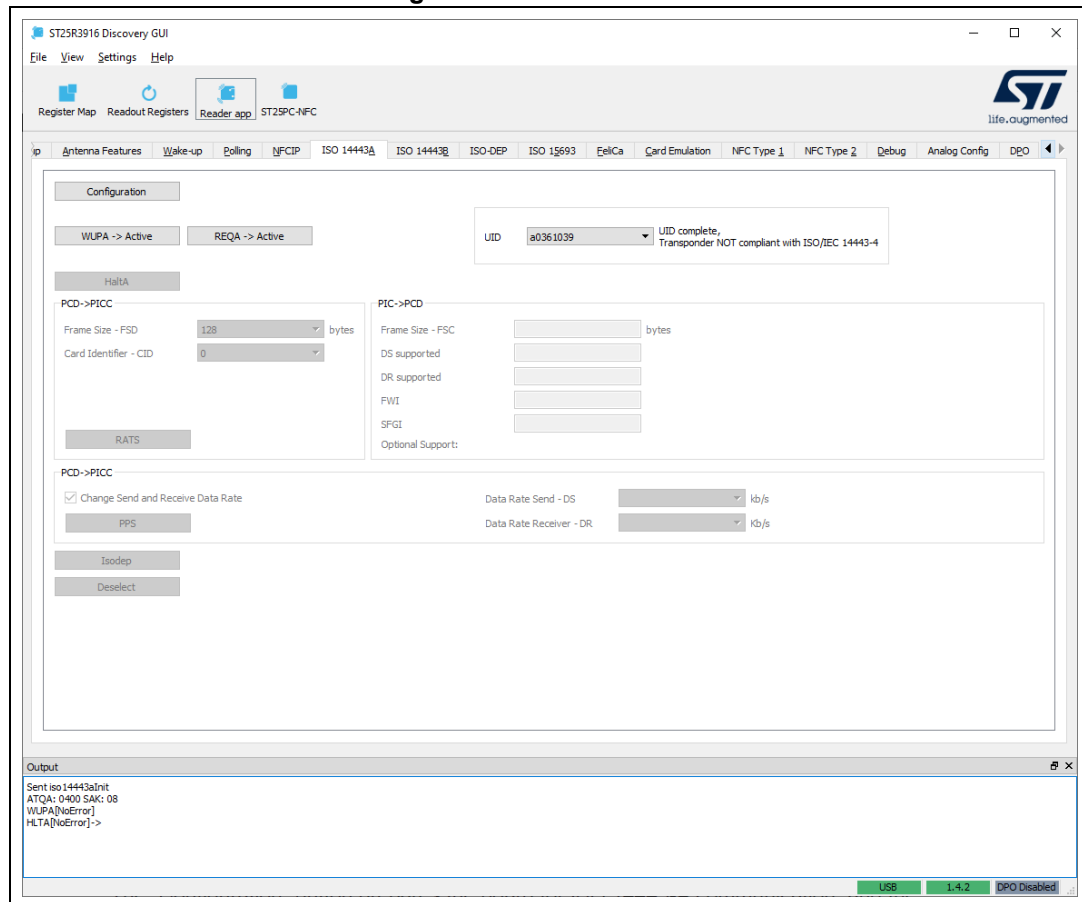 ST25R3916 Discovery GUI
File View Settings Help
Register Map Readout Registers Reader app ST25PC-NFC
life.augmented
ip Antenna Features Wake-up Polling NFCIP ISO 14443A ISO 14443B ISO-DEP ISO 15693 FeliCa Card Emulation NFC Type 1 NFC Type 2 Debug Analog Config DPO
Configuration
WUPA -> Active REQA -> Active
UID a0361039 UID complete,
Transponder NOT compliant with ISO/IEC 14443-4
HaltA
PCD->PICC PIC->PCD
Frame Size - FSD 128 bytes Frame Size - FSC bytes
Card Identifier - CID 0 DS supported
DR supported
FWI
SFGI
RATS Optional Support:
PCD->PICC
Change Send and Receive Data Rate Data Rate Send - DS kb/s
PPS Data Rate Receiver - DR Kb/s
Isodep
Deselect
Output
Sent iso14443aInit
ATQA: 0400 SAK: 08
WUPA[NoError]
HLTA[NoError]->
USB 1.4.2 DPO Disabled